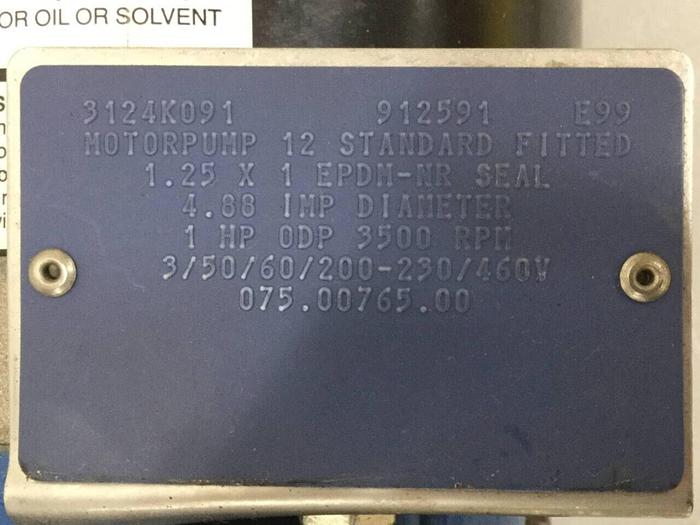 OR OIL OR SOLVENT
3124K091 912591 E99
MOTORPUMP 12 STANDARD FITTED
1.25 X 1 EPDM-NR SEAL
4.88 IMP DIAMETER
1 HP ODP 3500 RPM
3/50/60/200-230/460V
075.00765.00